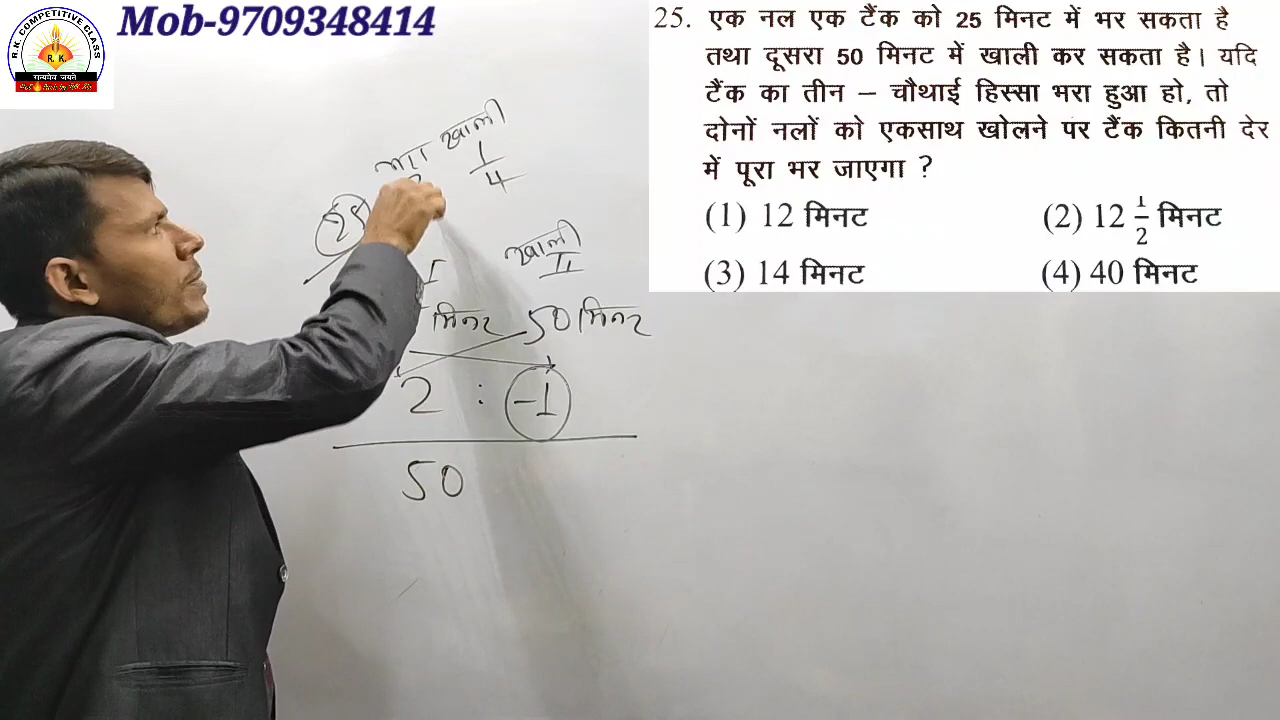 R.K. COMPETITIVE CLASS
R. K.
सत्यमेव जयते
Mob-9709348414
25. एक नल एक टैंक को 25 मिनट में भर सकता है
तथा दूसरा 50 मिनट में खाली कर सकता है। यदि
टैंक का तीन – चौथाई हिस्सा भरा हुआ हो, तो
दोनों नलों को एकसाथ खोलने पर टैंक कितनी देर
में पूरा भर जाएगा ?
(1) 12 मिनट (2) 12 1/2 मिनट
(3) 14 मिनट (4) 40 मिनट
भरा खाली
1/4
25
खाली
I II
मिनट 50 मिनट
2 : -1
50